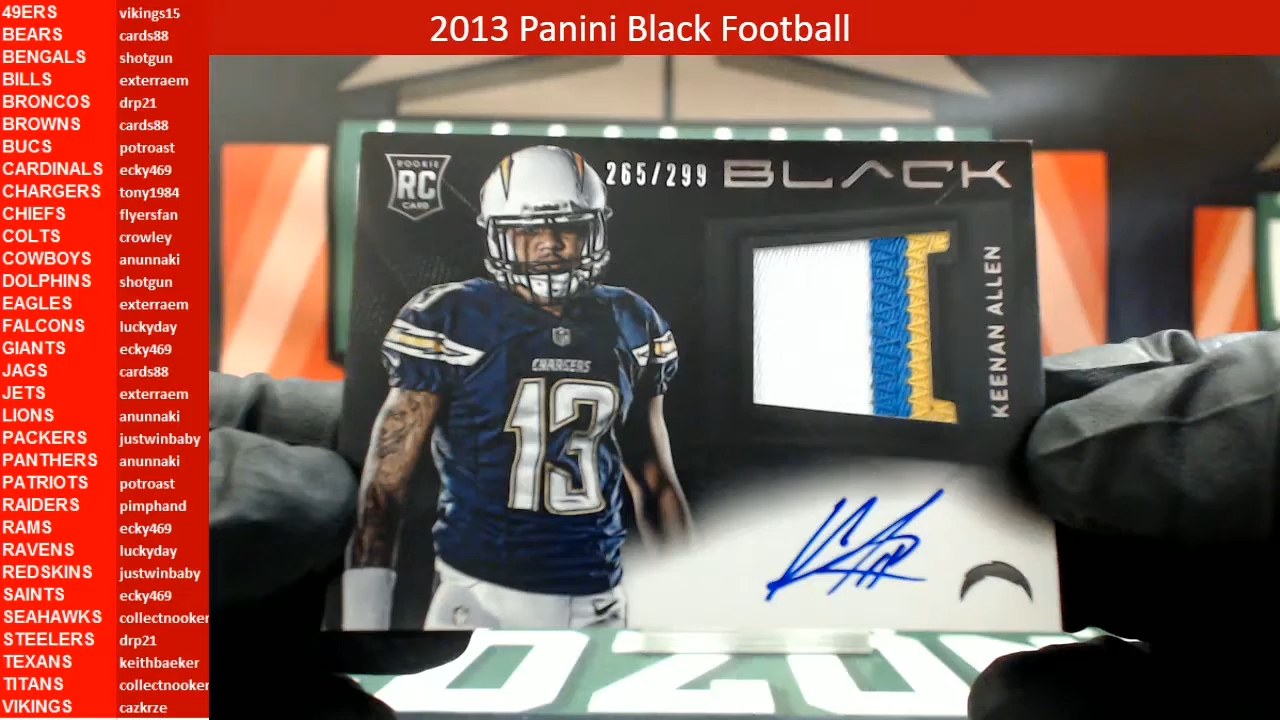 2013 Panini Black Football
49ERS vikings15
BEARS cards88
BENGALS shotgun
BILLS exterraem
BRONCOS drp21
BROWNS cards88
BUCS potroast
CARDINALS ecky469
CHARGERS tony1984
CHIEFS flyersfan
COLTS crowley
COWBOYS anunnaki
DOLPHINS shotgun
EAGLES exterraem
FALCONS luckyday
GIANTS ecky469
JAGS cards88
JETS exterraem
LIONS anunnaki
PACKERS justwinbaby
PANTHERS anunnaki
PATRIOTS potroast
RAIDERS pimphand
RAMS ecky469
RAVENS luckyday
REDSKINS justwinbaby
SAINTS ecky469
SEAHAWKS collectnooker
STEELERS drp21
TEXANS keithbaeker
TITANS collectnooker
VIKINGS cazkrze
ROOKIE
RC
CARD
265/299
BLACK
KEENAN ALLEN
13
CHARGERS
13